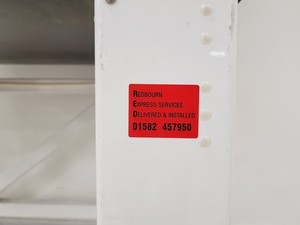 REDBOURN
EXPRESS SERVICES
DELIVERED & INSTALLED
01582 457950